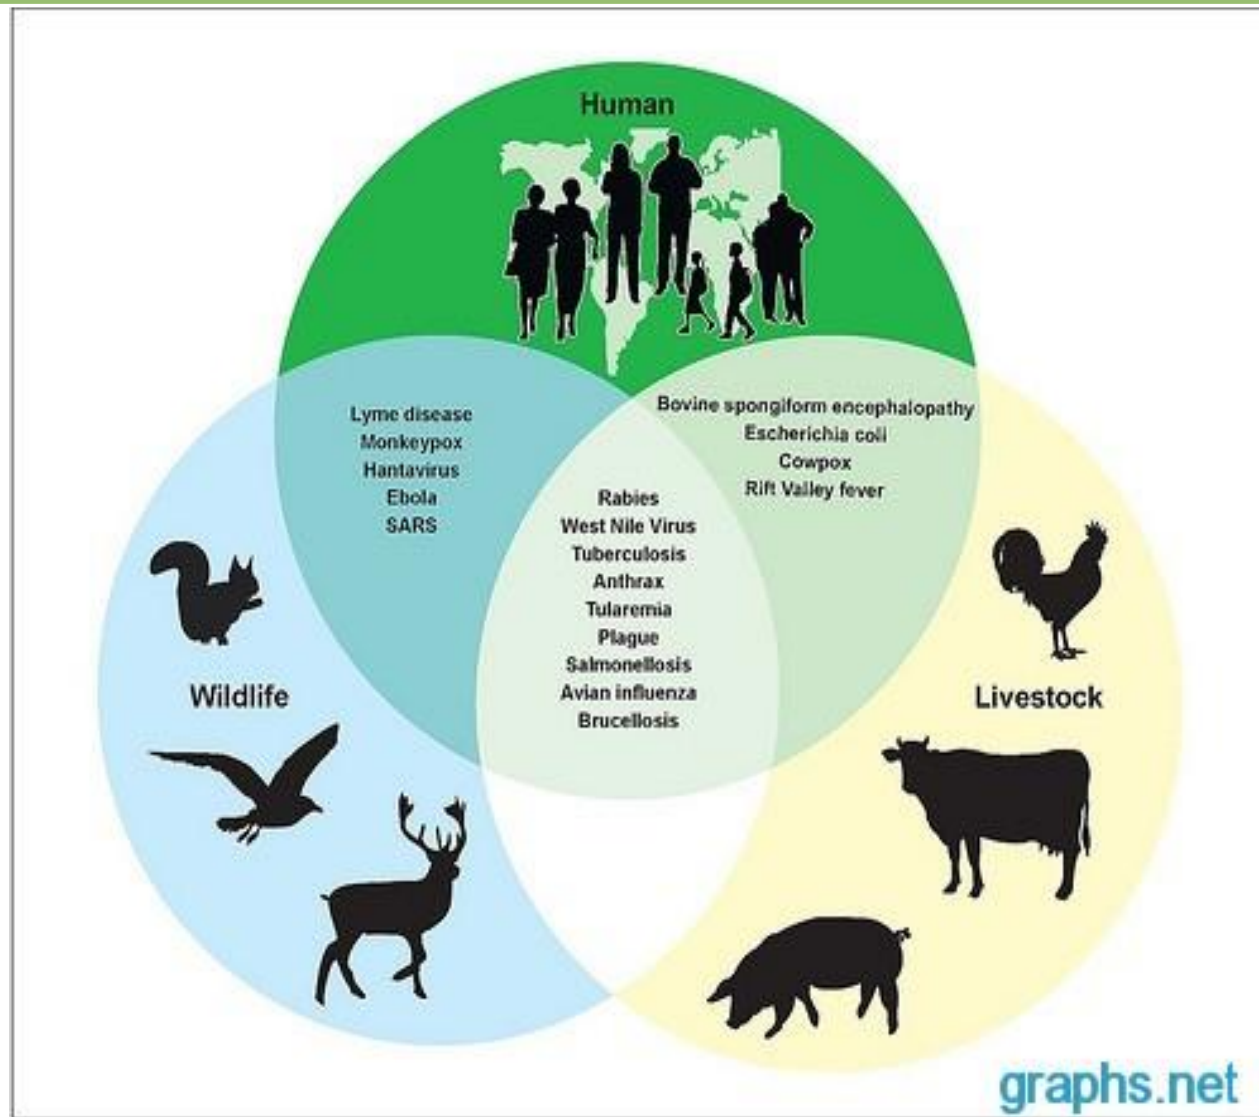 Human
Lyme disease
Monkeypox
Hantavirus
Ebola
SARS
Bovine spongiform encephalopathy
Escherichia coli
Cowpox
Rift Valley fever
Rabies
West Nile Virus
Tuberculosis
Anthrax
Tularemia
Plague
Salmonellosis
Avian influenza
Brucellosis
Wildlife
Livestock
graphs.net